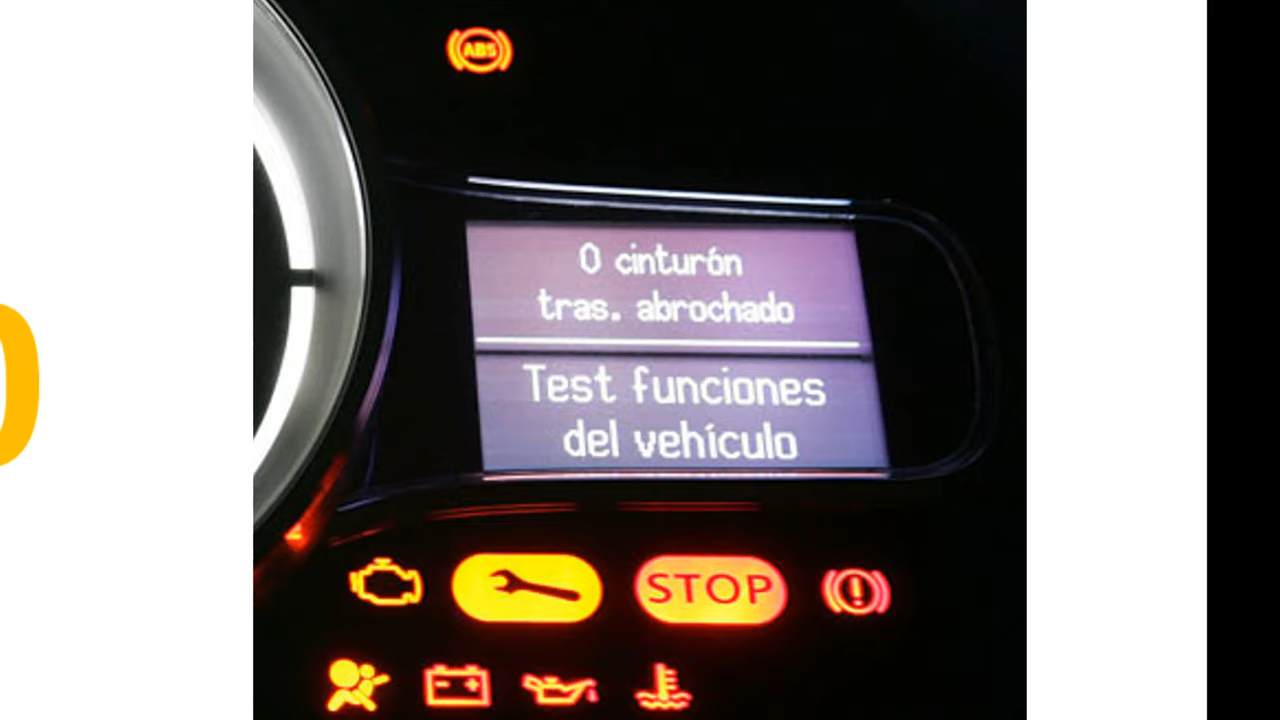 ABS
0 cinturón
tras. abrochado
Test funciones
del vehículo
STOP